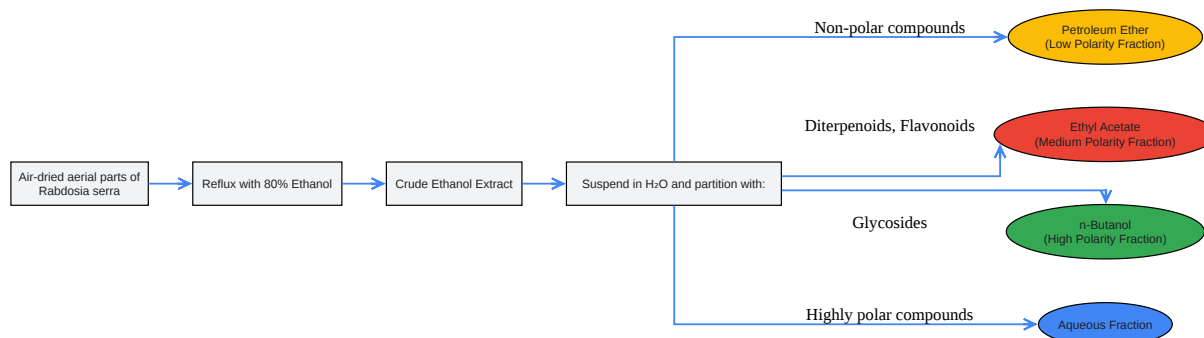 Non-polar compounds
Petroleum Ether
(Low Polarity Fraction)
Diterpenoids, Flavonoids
Ethyl Acetate
(Medium Polarity Fraction)
Air-dried aerial parts of
Rabdosia serra
Reflux with 80% Ethanol
Crude Ethanol Extract
Suspend in H₂O and partition with:
Glycosides
n-Butanol
(High Polarity Fraction)
Highly polar compounds
Aqueous Fraction